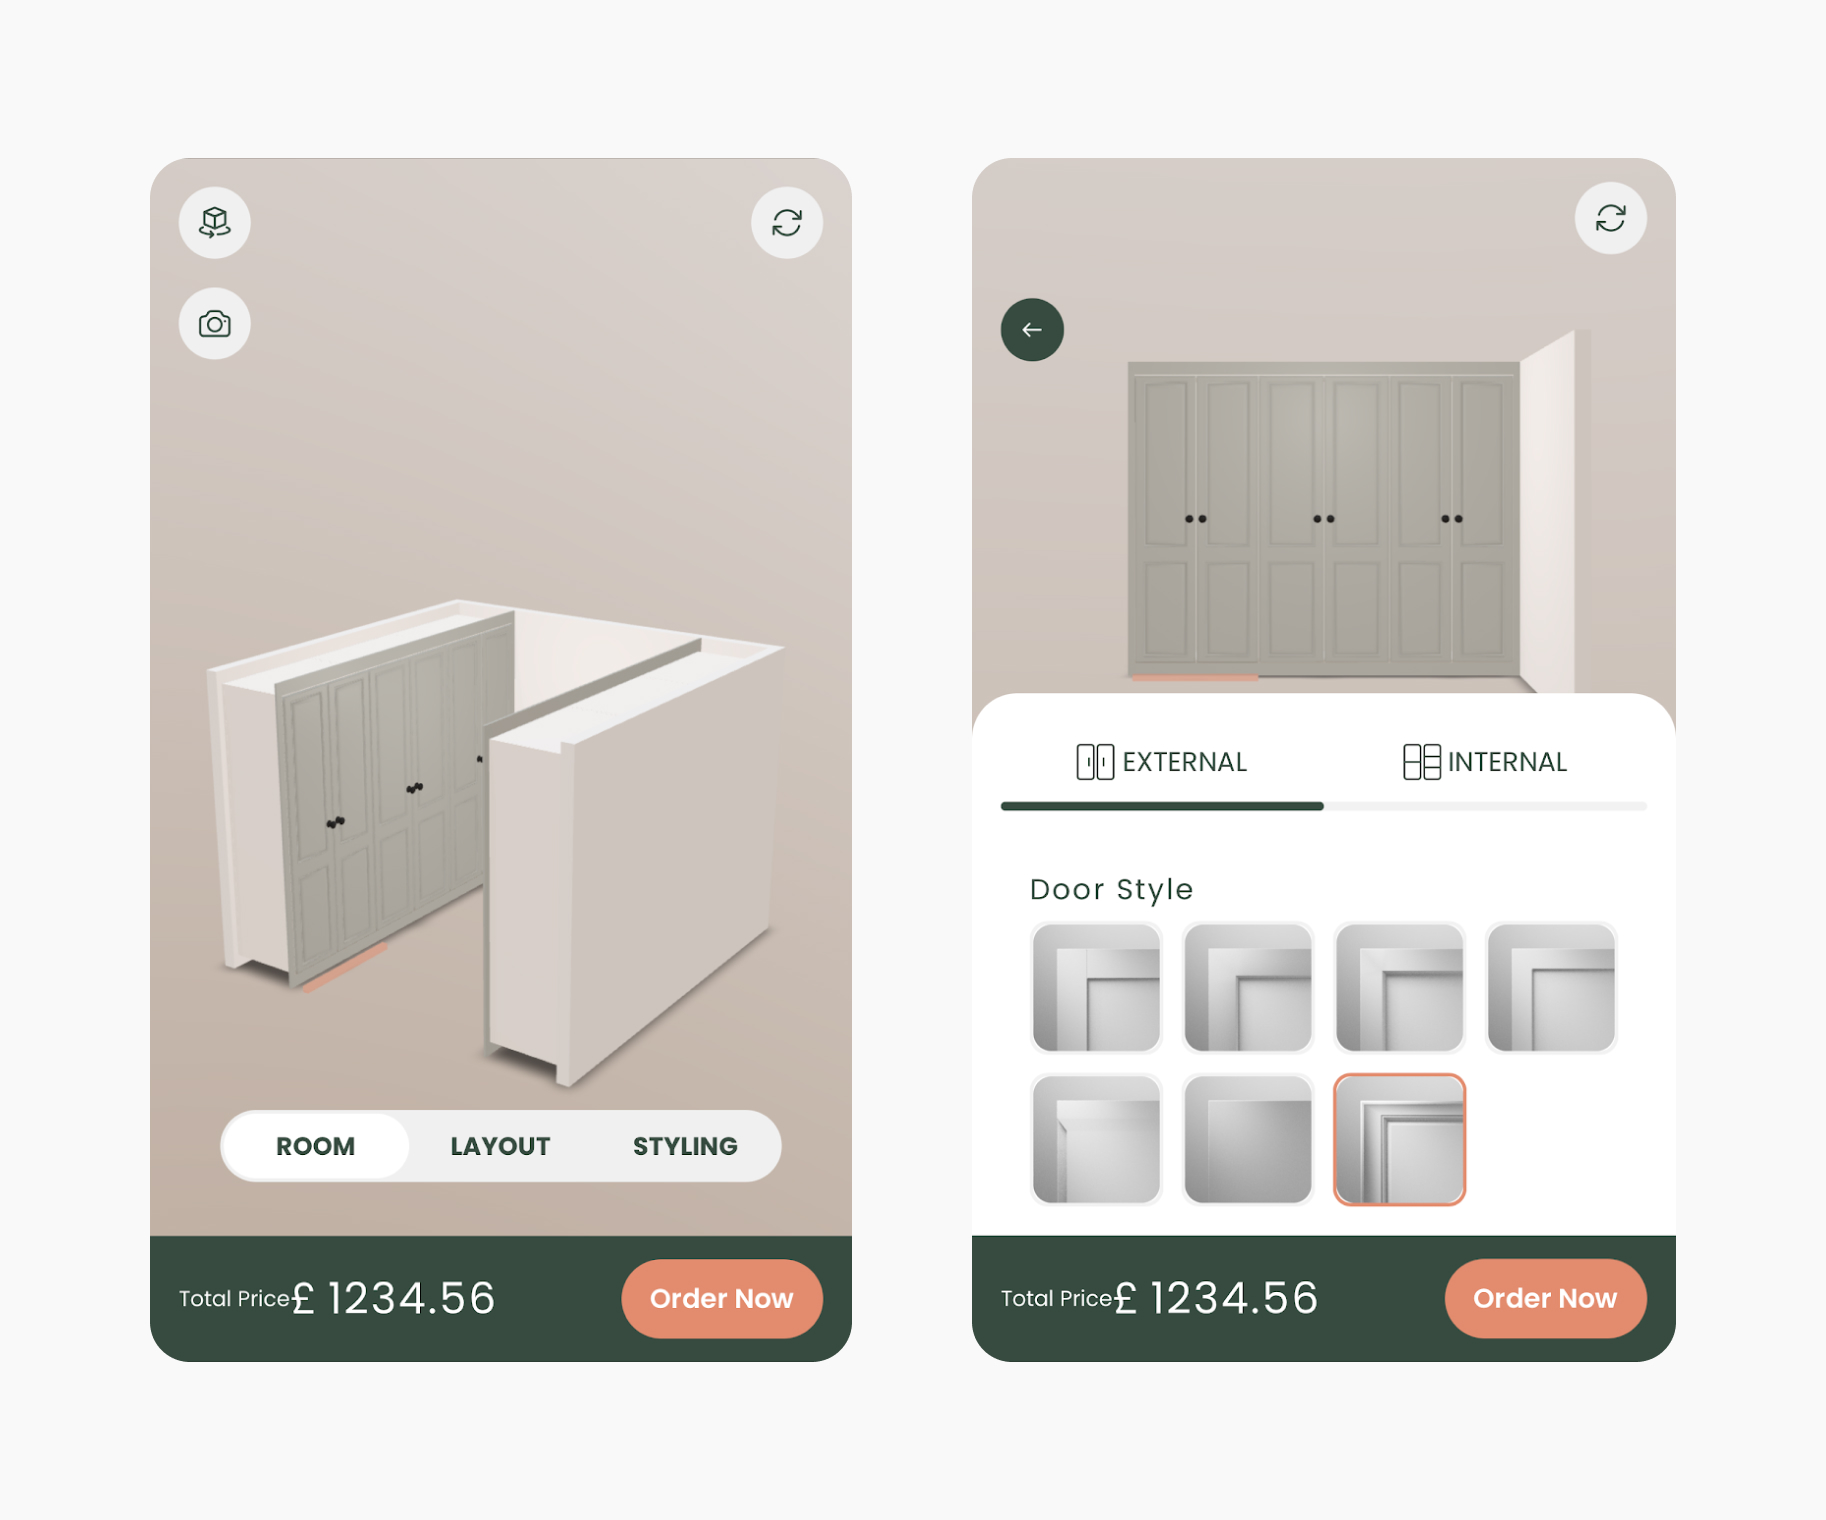 ROOM LAYOUT STYLING
Total Price£ 1234.56 Order Now
EXTERNAL INTERNAL
Door Style
Total Price£ 1234.56 Order Now